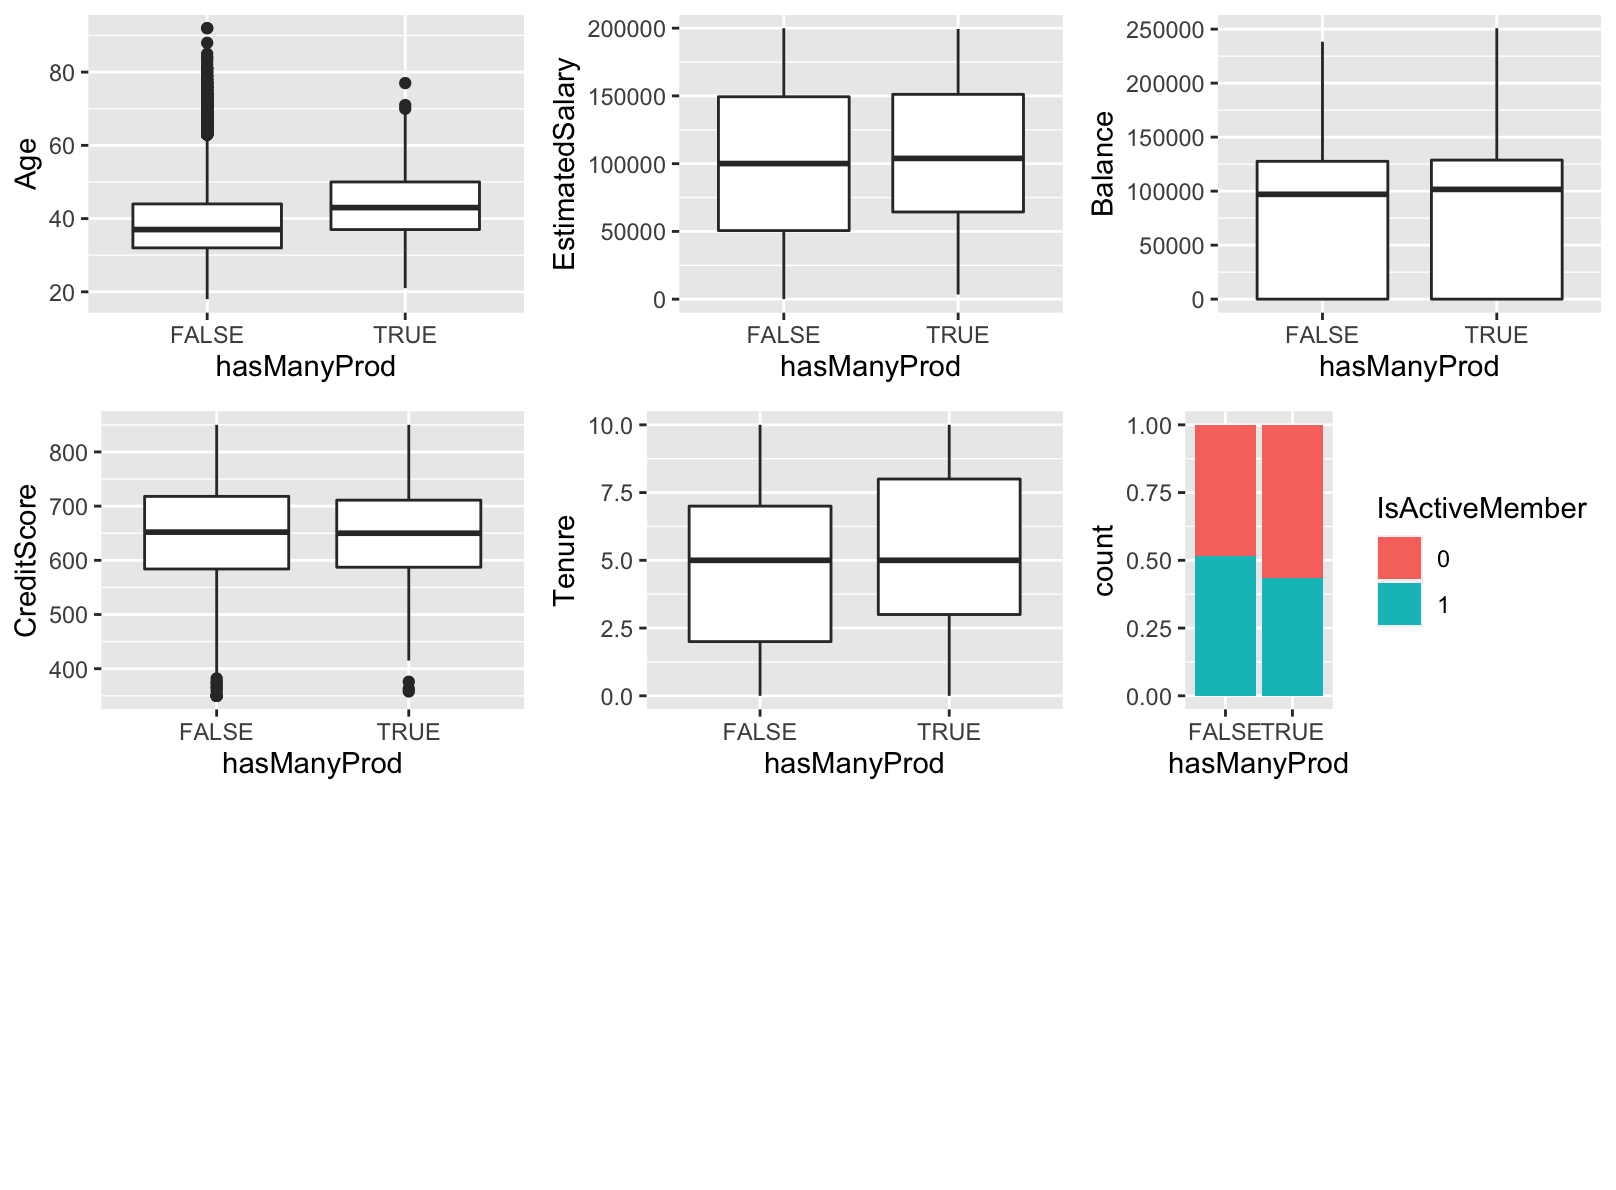 Age
80
60
40
20
FALSE TRUE
hasManyProd
EstimatedSalary
200000
150000
100000
50000
0
FALSE TRUE
hasManyProd
Balance
250000
200000
150000
100000
50000
0
FALSE TRUE
hasManyProd
CreditScore
800
700
600
500
400
FALSE TRUE
hasManyProd
Tenure
10.0
7.5
5.0
2.5
0.0
FALSE TRUE
hasManyProd
count
1.00
0.75
0.50
0.25
0.00
FALSE TRUE
hasManyProd
IsActiveMember
0
1